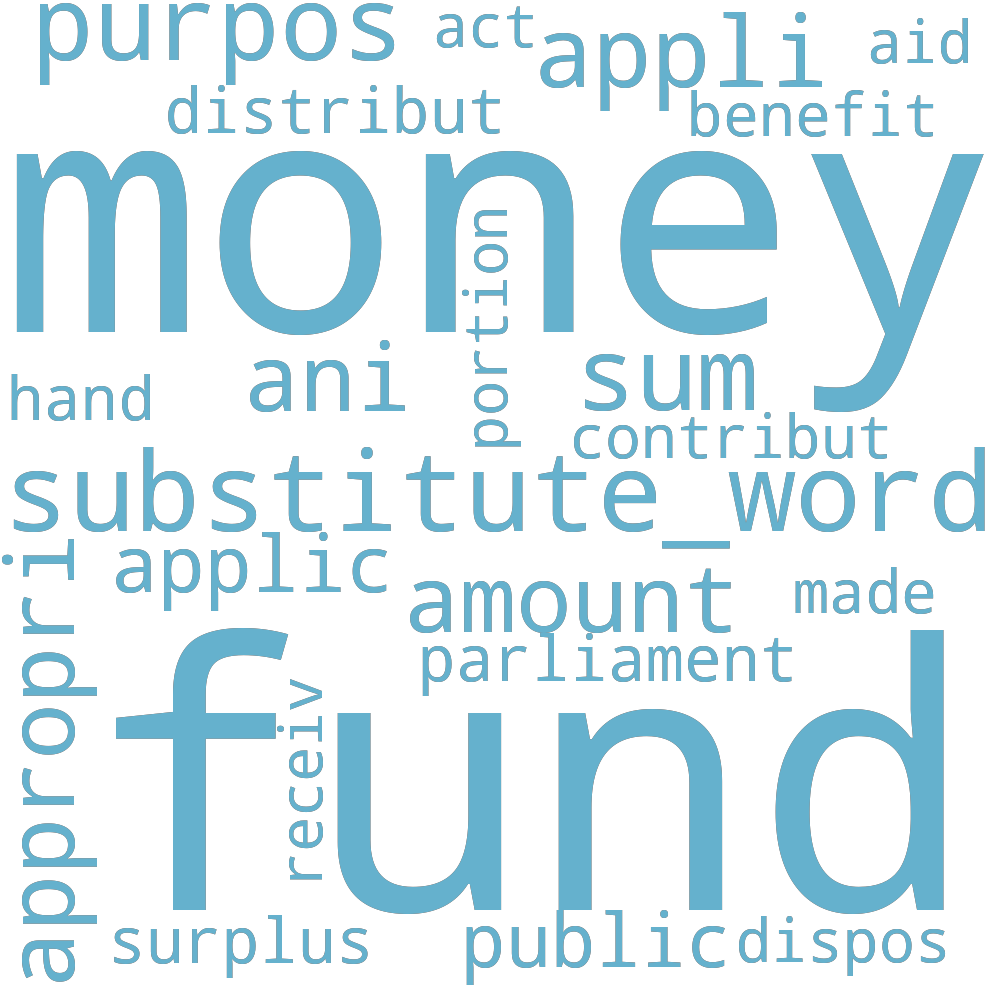 purpos act appli aid
distribut benefit
money
portion
hand ani sum
contribut
substitute_word
appropri applic amount made
parliament
fund
receiv
surplus public dispos